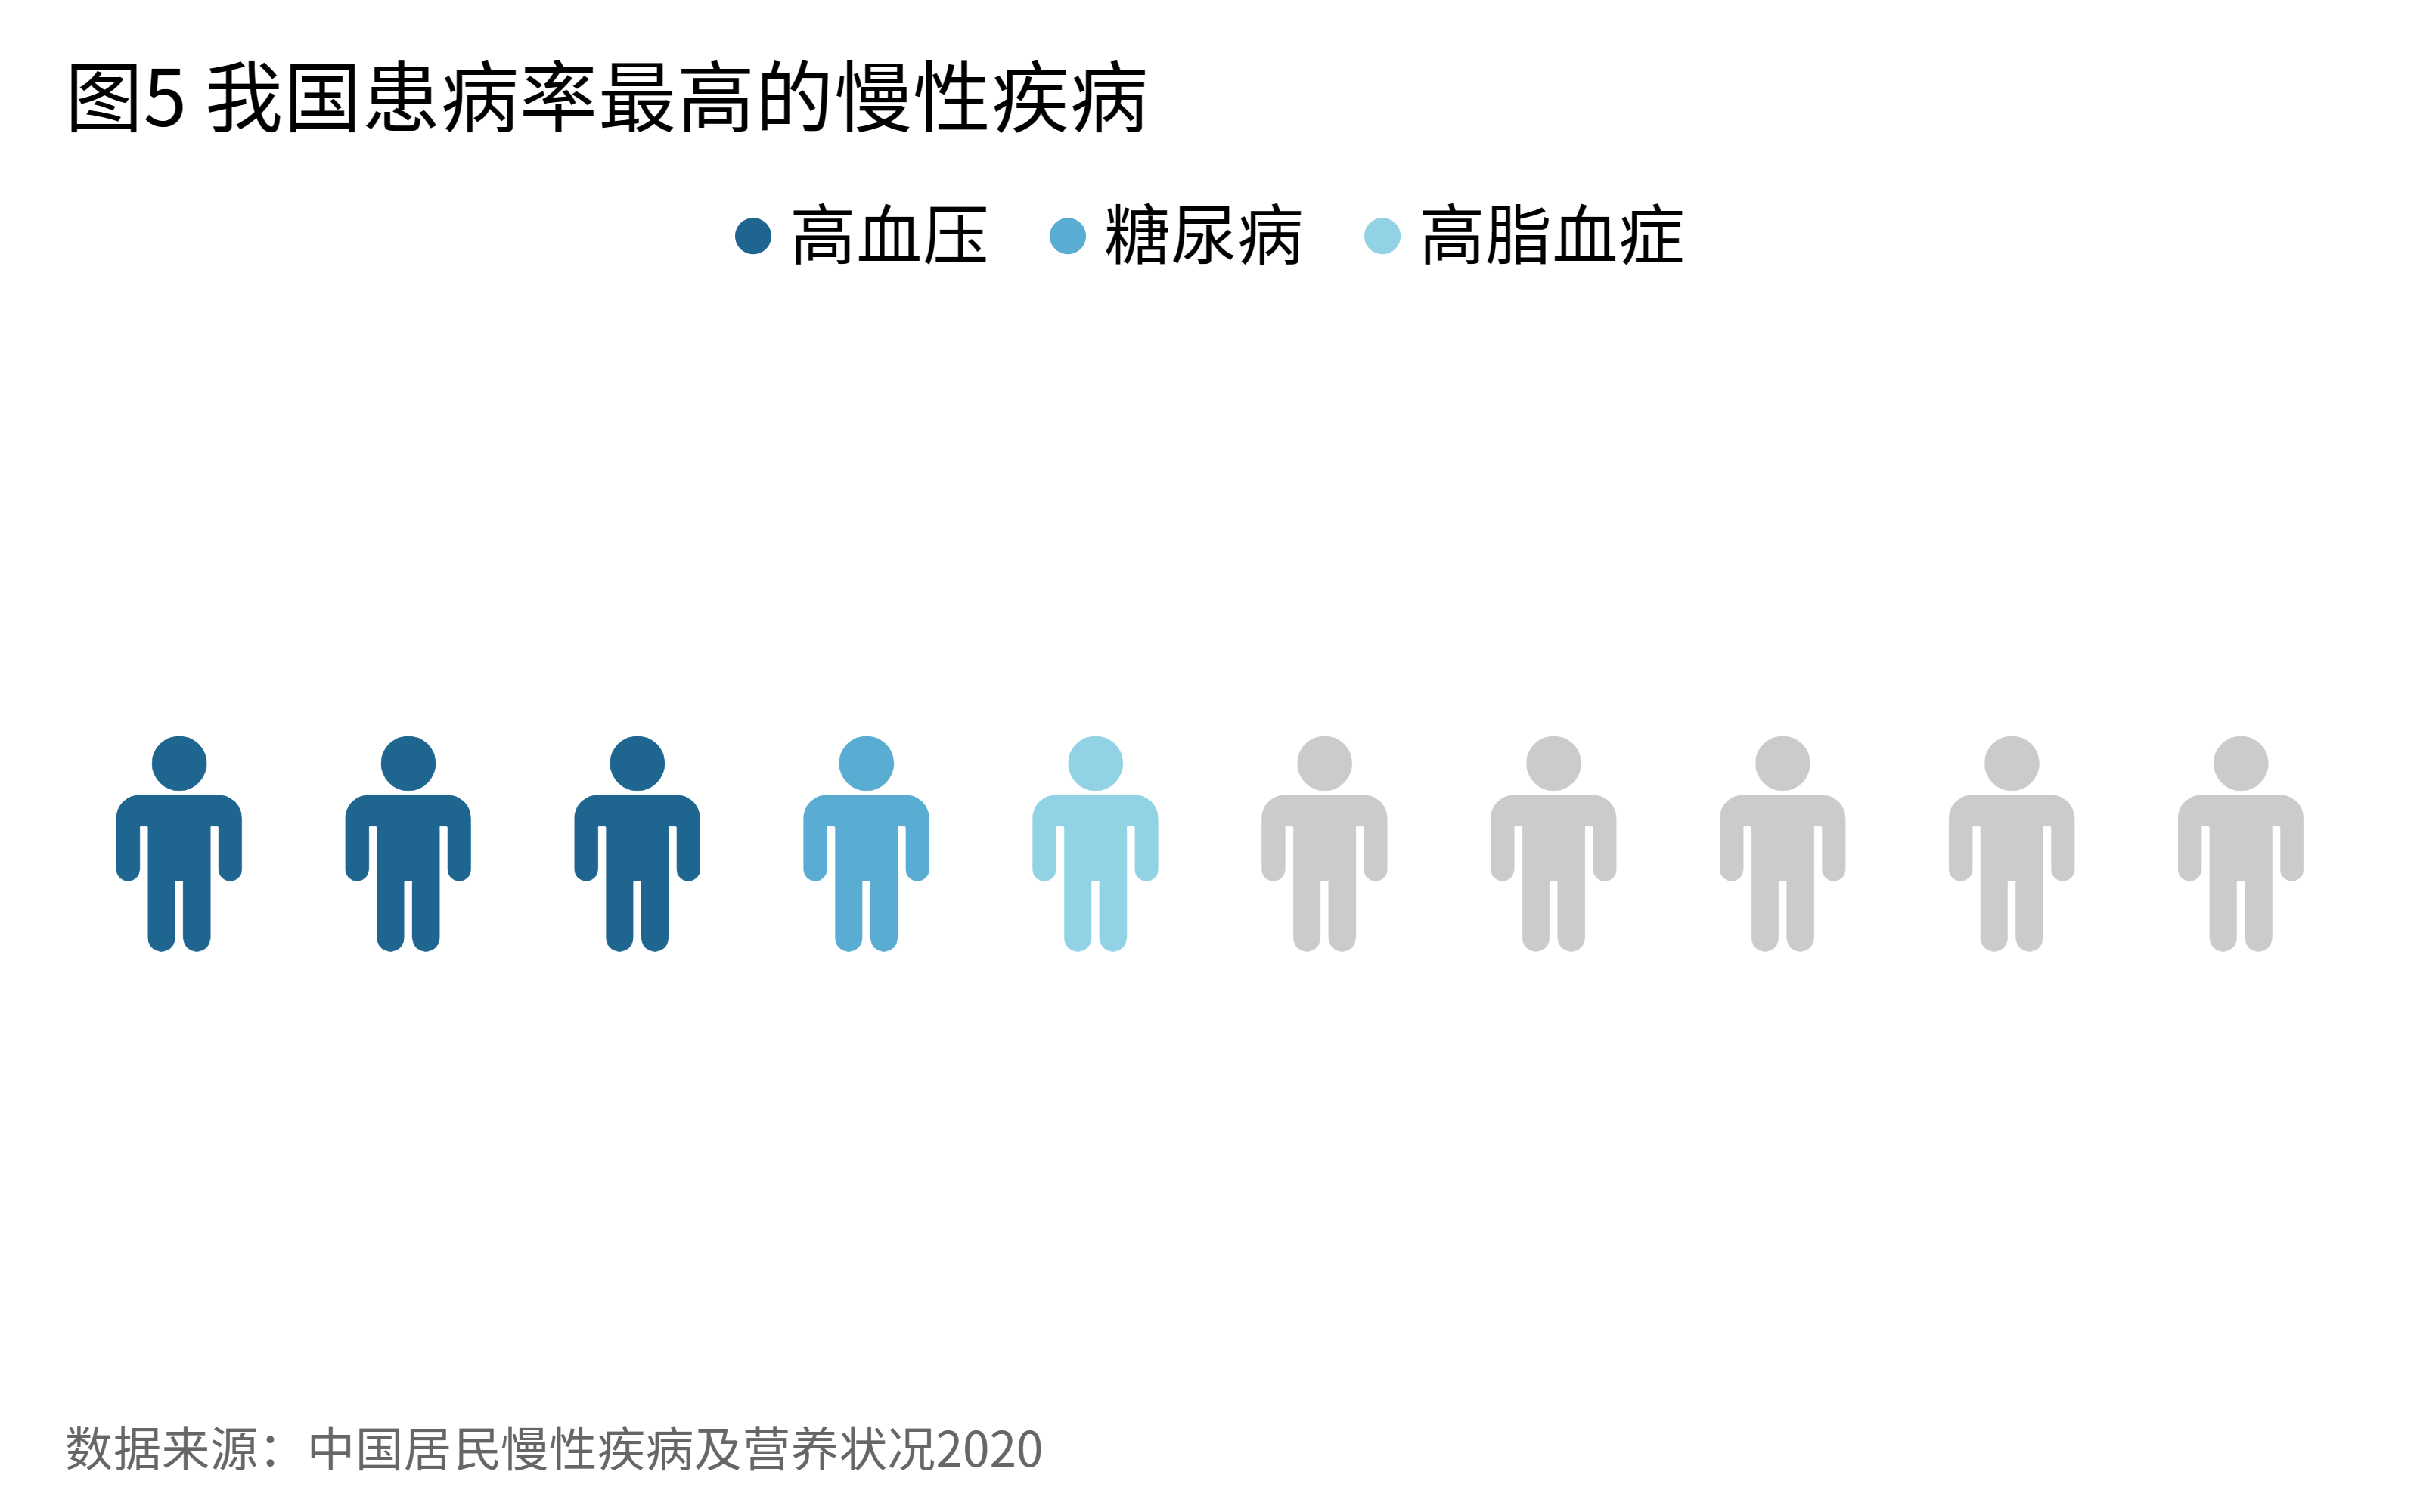 图5 我国患病率最高的慢性疾病
高血压 糖尿病 高脂血症
数据来源：中国居民慢性疾病及营养状况2020